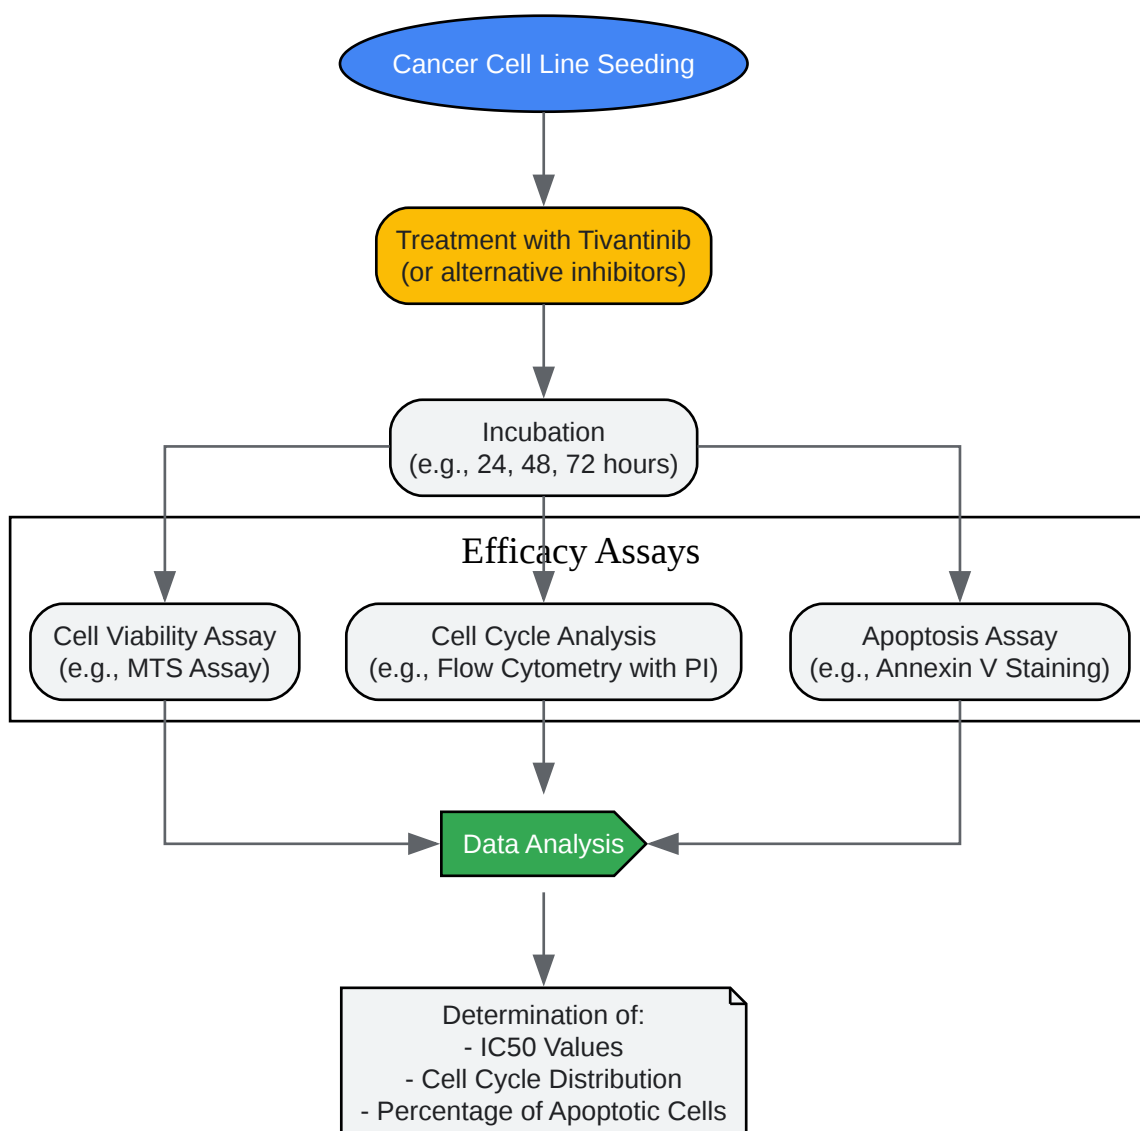 Cancer Cell Line Seeding
Treatment with Tivantinib
(or alternative inhibitors)
Incubation
(e.g., 24, 48, 72 hours)
Efficacy Assays
Cell Viability Assay
(e.g., MTS Assay)
Cell Cycle Analysis
(e.g., Flow Cytometry with PI)
Apoptosis Assay
(e.g., Annexin V Staining)
Data Analysis
Determination of:
- IC50 Values
- Cell Cycle Distribution
- Percentage of Apoptotic Cells